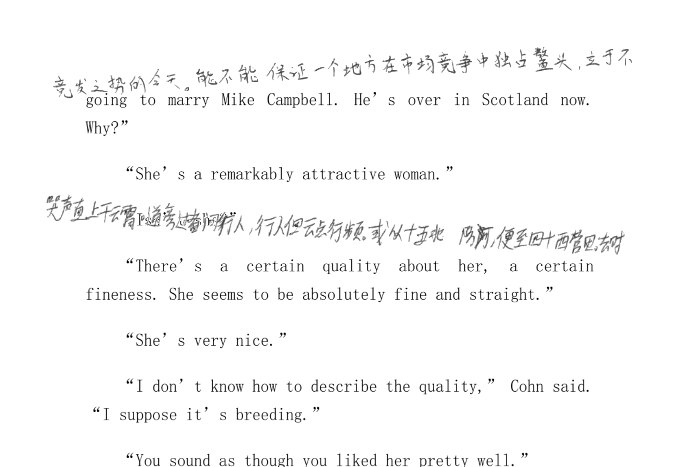 竞发之势的今天。能不能 保证一个地方在市场竞争中独占鳌头,立于不
going to marry Mike Campbell. He's over in Scotland now.
Why?”
“She's a remarkably attractive woman.”
哭声直上干云霄。道旁过者问行人,行人但云点行频。或从十五北 防河,便至四十西营田。去时
“There's a certain quality about her, a certain
fineness. She seems to be absolutely fine and straight.”
“She's very nice.”
“I don't know how to describe the quality,” Cohn said.
“I suppose it's breeding.”
“You sound as though you liked her pretty well.”